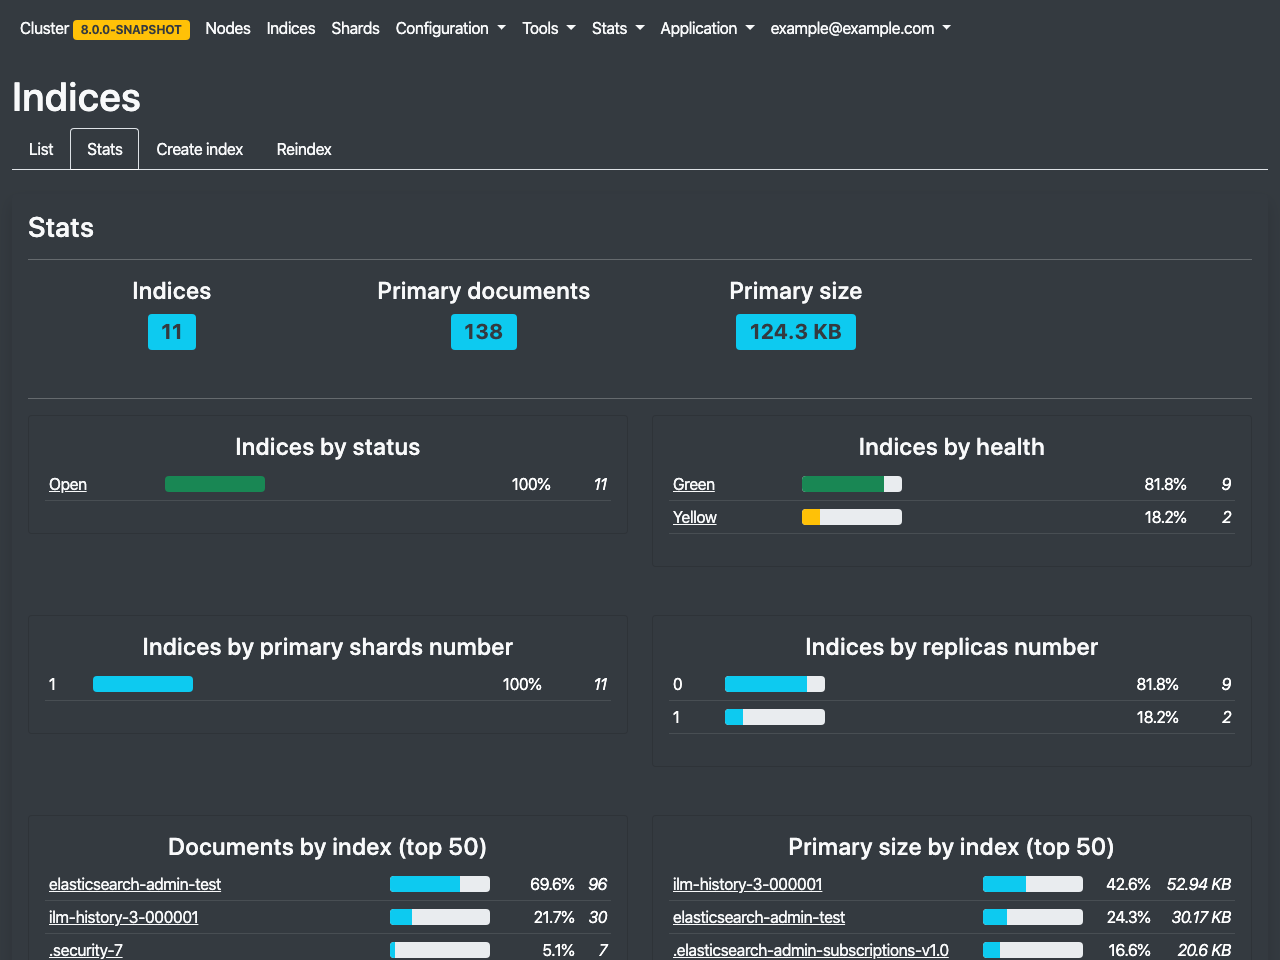 Cluster 8.0.0-SNAPSHOT Nodes Indices Shards Configuration Tools Stats Application example@example.com
Indices
List Stats Create index Reindex
Stats
Indices Primary documents Primary size
11 138 124.3 KB
Indices by status
Open 100% 11
Indices by health
Green 81.8% 9
Yellow 18.2% 2
Indices by primary shards number
1 100% 11
Indices by replicas number
0 81.8% 9
1 18.2% 2
Documents by index (top 50)
elasticsearch-admin-test 69.6% 96
ilm-history-3-000001 21.7% 30
.security-7 5.1% 7
Primary size by index (top 50)
ilm-history-3-000001 42.6% 52.94 KB
elasticsearch-admin-test 24.3% 30.17 KB
.elasticsearch-admin-subscriptions-v1.0 16.6% 20.6 KB